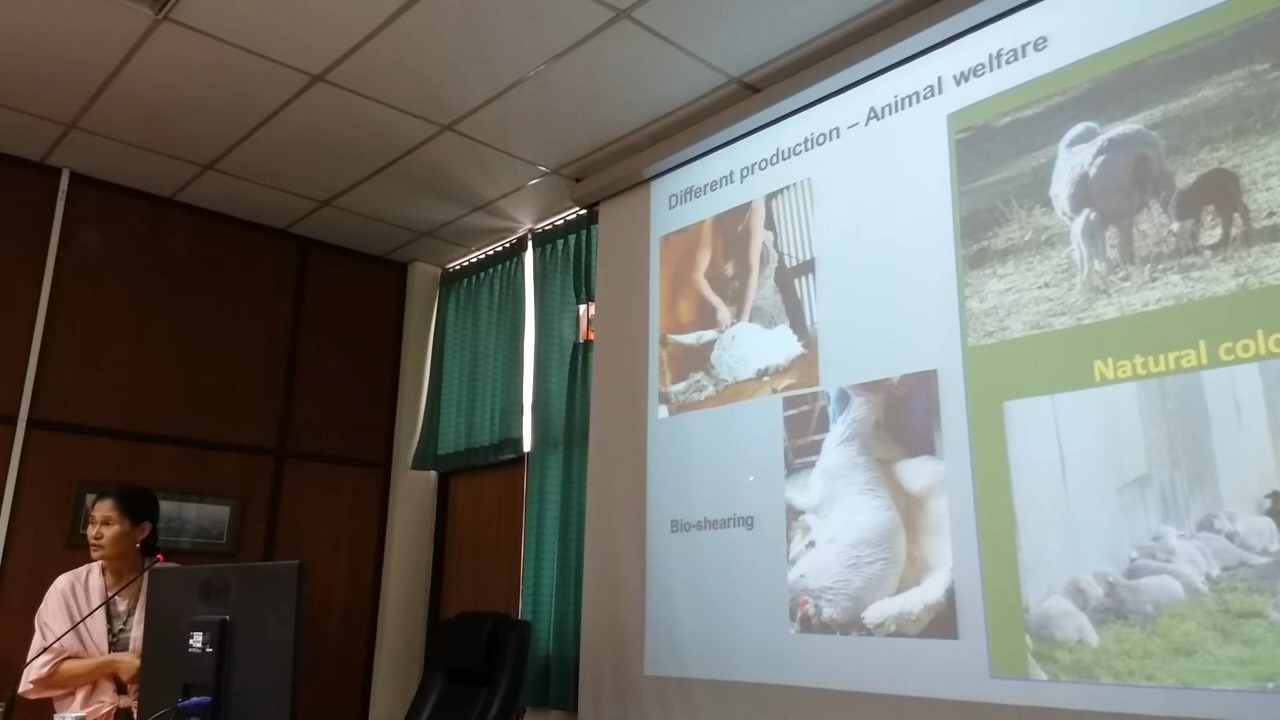 Different production – Animal welfare
Natural colo
Bio-shearing